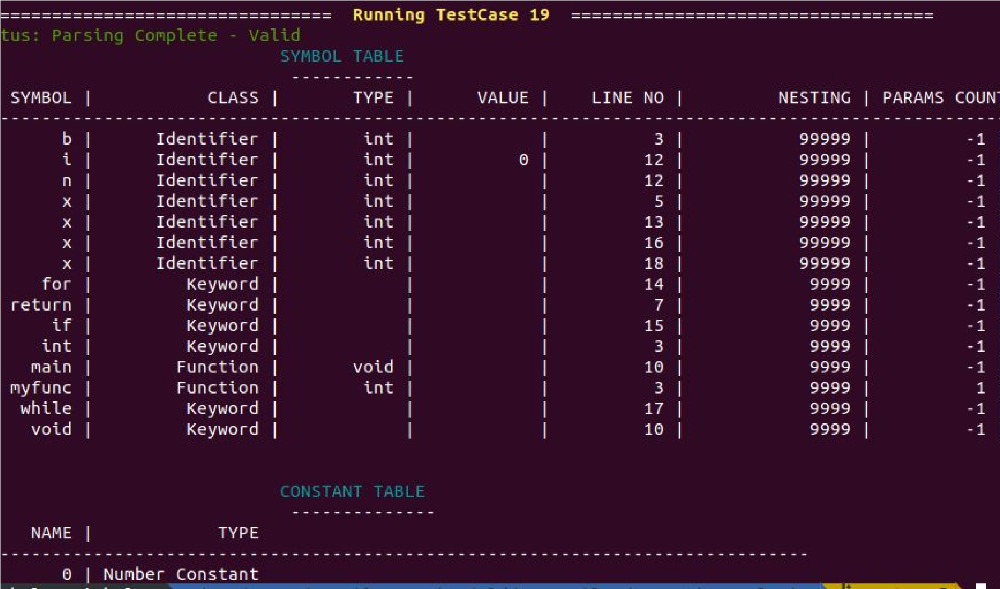 ================================ Running TestCase 19 ===================================
tus: Parsing Complete - Valid
SYMBOL TABLE
------------
SYMBOL | CLASS | TYPE | VALUE | LINE NO | NESTING | PARAMS COUNT
b | Identifier | int | | 3 | 99999 | -1
i | Identifier | int | 0 | 12 | 99999 | -1
n | Identifier | int | | 12 | 99999 | -1
x | Identifier | int | | 5 | 99999 | -1
x | Identifier | int | | 13 | 99999 | -1
x | Identifier | int | | 16 | 99999 | -1
x | Identifier | int | | 18 | 99999 | -1
for | Keyword | | | 14 | 9999 | -1
return | Keyword | | | 7 | 9999 | -1
if | Keyword | | | 15 | 9999 | -1
int | Keyword | | | 3 | 9999 | -1
main | Function | void | | 10 | 9999 | -1
myfunc | Function | int | | 3 | 9999 | 1
while | Keyword | | | 17 | 9999 | -1
void | Keyword | | | 10 | 9999 | -1
CONSTANT TABLE
--------------
NAME | TYPE
0 | Number Constant